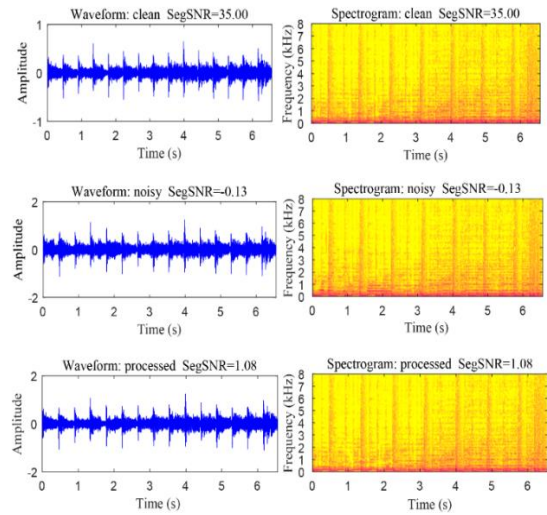 Waveform: clean SegSNR=35.00
Amplitude
1
0
-1
0 1 2 3 4 5 6
Time (s)
Spectrogram: clean SegSNR=35.00
Frequency (kHz)
8
7
6
5
4
3
2
1
0
0 1 2 3 4 5 6
Time (s)
Waveform: noisy SegSNR=-0.13
Amplitude
2
0
-2
0 1 2 3 4 5 6
Time (s)
Spectrogram: noisy SegSNR=-0.13
Frequency (kHz)
8
7
6
5
4
3
2
1
0
0 1 2 3 4 5 6
Time (s)
Waveform: processed SegSNR=1.08
Amplitude
2
0
-2
0 1 2 3 4 5 6
Time (s)
Spectrogram: processed SegSNR=1.08
Frequency (kHz)
8
7
6
5
4
3
2
1
0
0 1 2 3 4 5 6
Time (s)